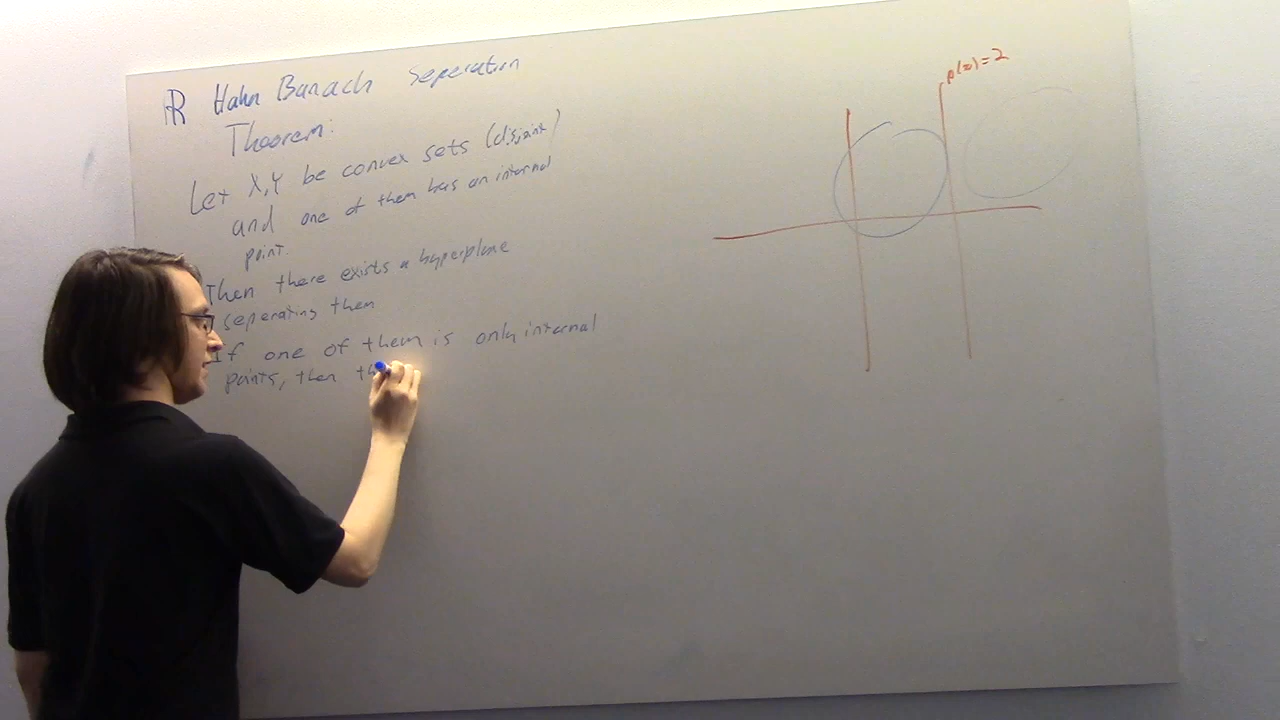 ℝ Hahn Banach Seperation
Theorem:
Let X,Y be convex sets (disjoint)
and one of them has an internal
point.
Then there exists a hyperplane
seperating them
If one of them is only internal
points, then th
p(x)=2